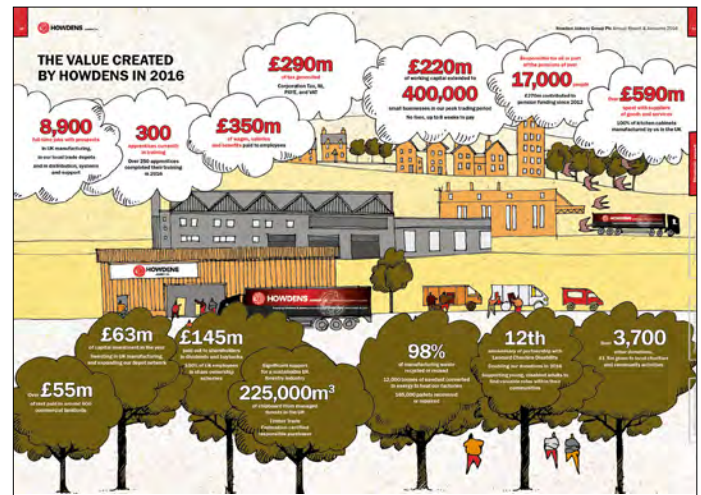 HOWDENS
Howden Joinery Group Plc Annual Report & Accounts 2016
THE VALUE CREATED
BY HOWDENS IN 2016
8,900
full-time jobs with prospects
in UK manufacturing,
in our local trade depots
and in distribution, systems
and support
300
apprentices currently
in training
Over 250 apprentices
completed their training
in 2016
£350m
of wages, salaries
and benefits paid to employees
£290m
of tax generated
Corporation Tax, NI,
PAYE, and VAT
£220m
of working capital extended to
400,000
small businesses in our peak trading period
No fees, up to 8 weeks to pay
Responsible for all or part
of the pensions of over
17,000 people
contributed to
pension funding since 2012
Over £590m
spent with suppliers
of goods and services
100% of kitchen cabinets
manufactured by us in the UK
HOWDENS
HOWDENS
HOWDENS
Over £55m
of rent paid to around
commercial landlords
£63m
of capital investment in the year
Investing in UK manufacturing
and expanding our depot network
£145m
paid out to shareholders
in dividends and buybacks
100% of UK employees
in share ownership
schemes
Significant support
for a sustainable UK
forestry industry
225,000m³
of chipboard from managed
forests in the UK
Timber Trade
Federation certified
responsible purchaser
98%
of manufacturing waste
recycled or reused
12,000 tonnes of sawdust converted
to energy to heat our factories
pallets recovered
or repaired
12th
anniversary of partnership with
Leonard Cheshire Disability
Enabling our donations in 2016
Supporting young, disabled adults to
find valuable roles within their
communities
Over 3,700
other donations,
given to local charities
and community activities